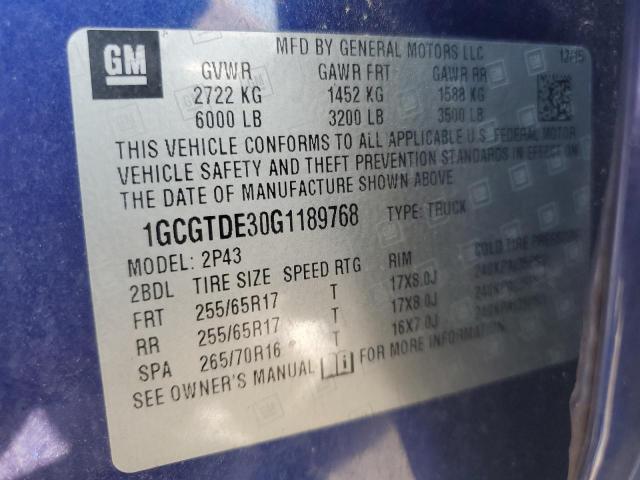 GM
MFD BY GENERAL MOTORS LLC 12/15
GVWR GAWR FRT GAWR RR
2722 KG 1452 KG 1588 KG
6000 LB 3200 LB 3500 LB
THIS VEHICLE CONFORMS TO ALL APPLICABLE U.S. FEDERAL MOTOR
VEHICLE SAFETY AND THEFT PREVENTION STANDARDS IN EFFECT ON
THE DATE OF MANUFACTURE SHOWN ABOVE
1GCGTDE30G1189768 TYPE: TRUCK
MODEL: 2P43
2BDL TIRE SIZE SPEED RTG RIM COLD TIRE PRESSURE
FRT 255/65R17 T 17X8.0J
RR 255/65R17 T 17X8.0J
SPA 265/70R16 T 16X7.0J
SEE OWNER'S MANUAL FOR MORE INFORMATION